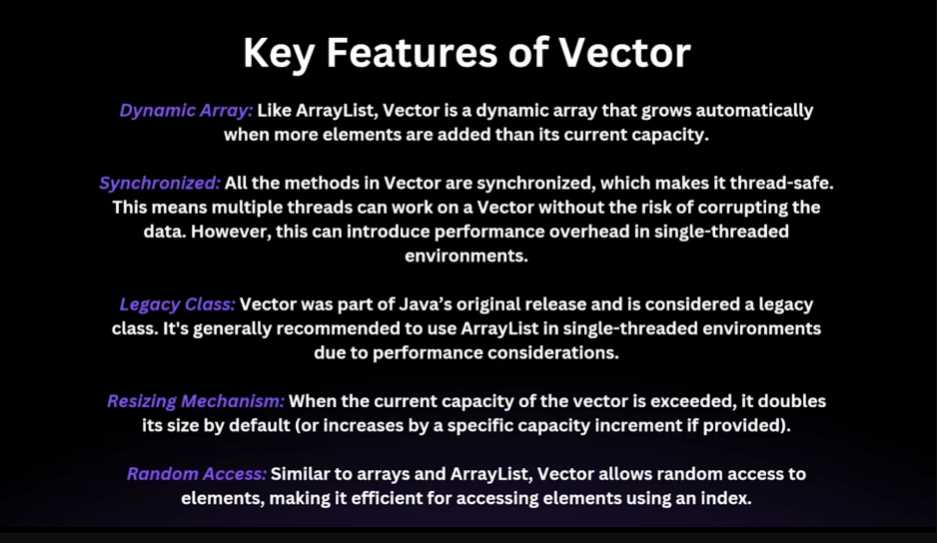 Key Features of Vector
Dynamic Array: Like ArrayList, Vector is a dynamic array that grows automatically
when more elements are added than its current capacity.
Synchronized: All the methods in Vector are synchronized, which makes it thread-safe.
This means multiple threads can work on a Vector without the risk of corrupting the
data. However, this can introduce performance overhead in single-threaded
environments.
Legacy Class: Vector was part of Java’s original release and is considered a legacy
class. It's generally recommended to use ArrayList in single-threaded environments
due to performance considerations.
Resizing Mechanism: When the current capacity of the vector is exceeded, it doubles
its size by default (or increases by a specific capacity increment if provided).
Random Access: Similar to arrays and ArrayList, Vector allows random access to
elements, making it efficient for accessing elements using an index.